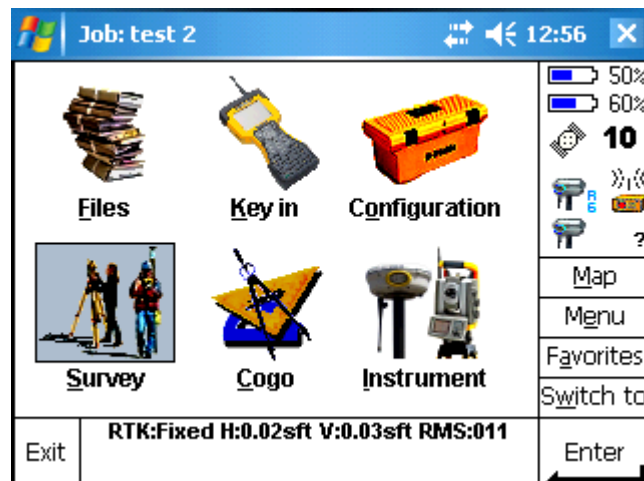 Job: test 2
12:56
50%
60%
10
R
6
?
Files
Key in
Configuration
Survey
Cogo
Instrument
Map
Menu
Favorites
Switch to
RTK:Fixed H:0.02sft V:0.03sft RMS:011
Exit
Enter